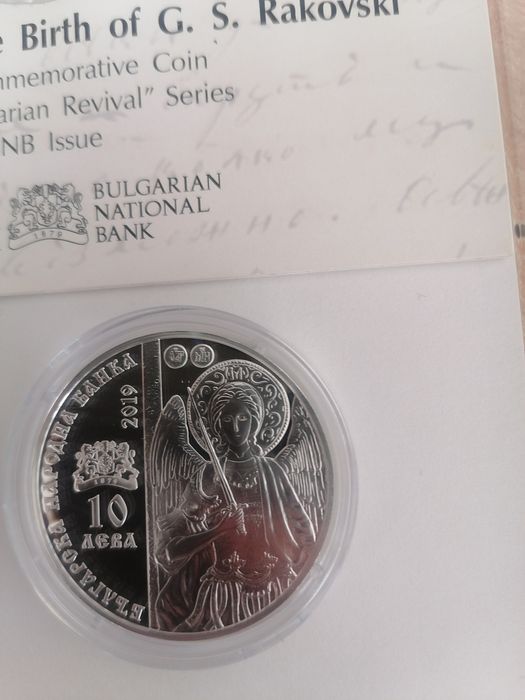 e Birth of G. S. Rakovski
mmemorative Coin
arian Revival" Series
NB Issue
BULGARIAN
NATIONAL
BANK
1879
БЪЛГАРСКА НАРОДНА БАНКА
2019
1879
10
ЛЕВА